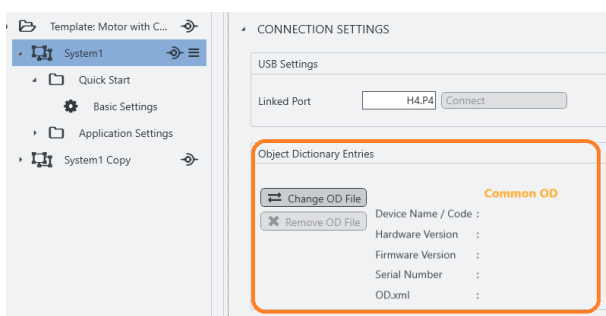 Template: Motor with C...
System1
Quick Start
Basic Settings
Application Settings
System1 Copy
CONNECTION SETTINGS
USB Settings
Linked Port H4.P4 Connect
Object Dictionary Entries
Change OD File
Remove OD File
Common OD
Device Name / Code :
Hardware Version :
Firmware Version :
Serial Number :
OD.xml :